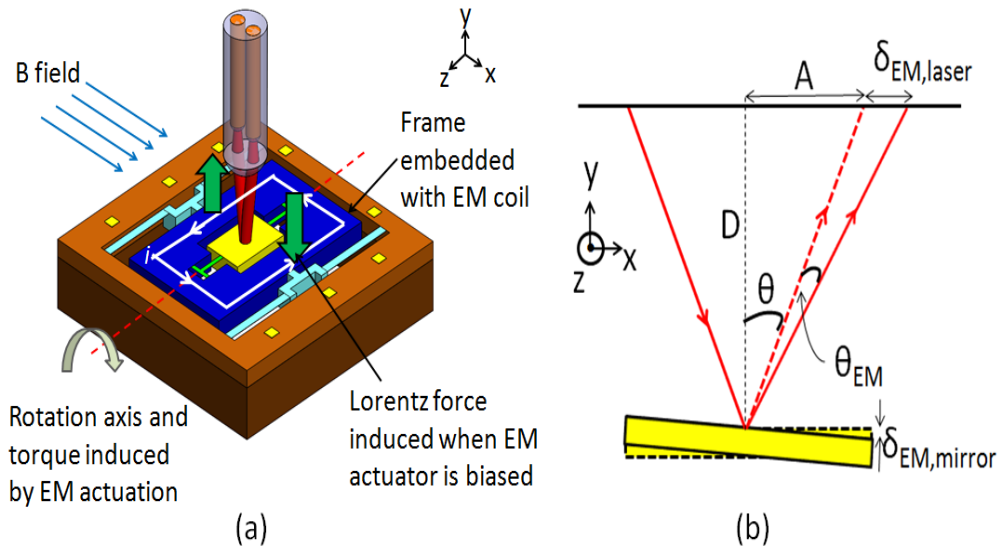 B field
y
z
x
Frame
embedded
with EM coil
i
Rotation axis and
torque induced
by EM actuation
Lorentz force
induced when EM
actuator is biased
(a)
A
δEM,laser
y
x
z
D
θ
θEM
δEM,mirror
(b)